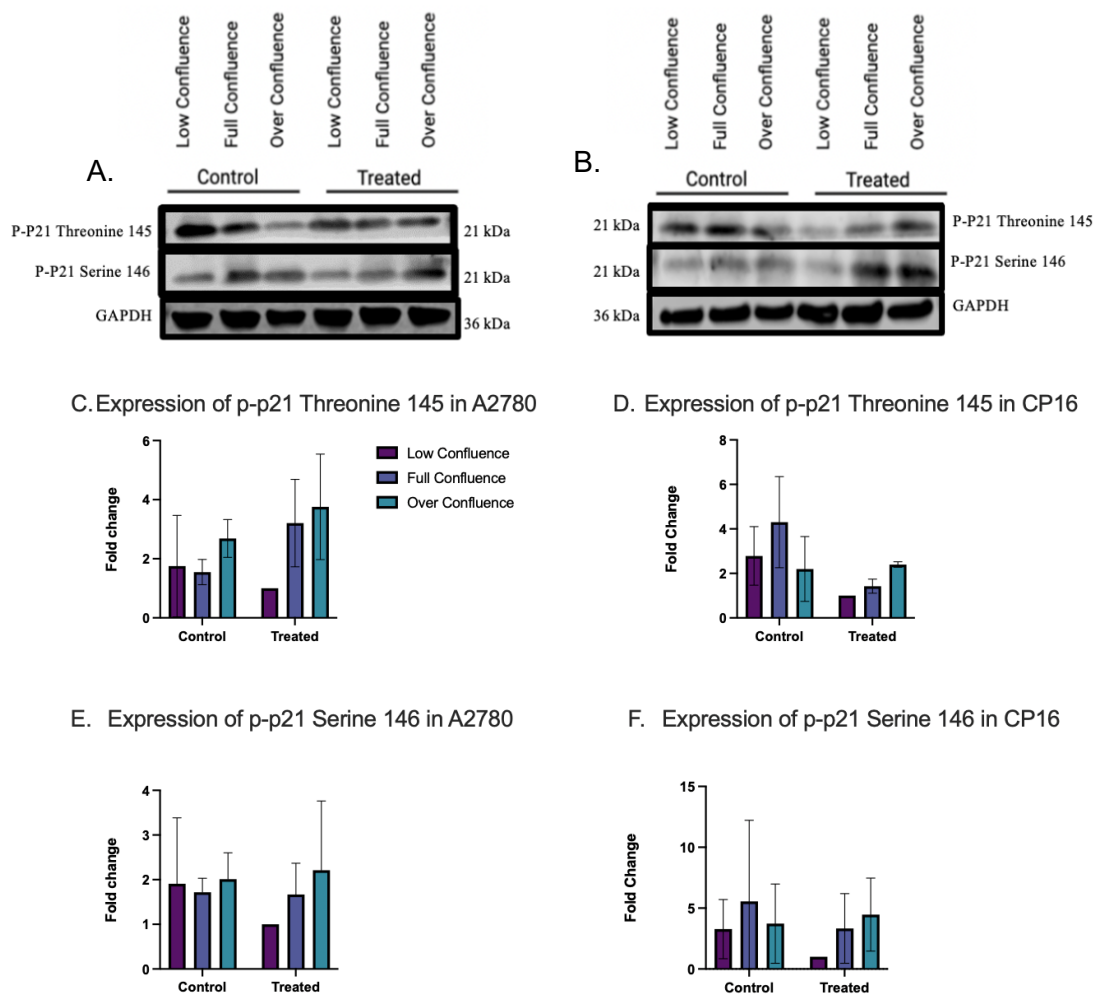 Low Confluence
Full Confluence
Over Confluence
Low Confluence
Full Confluence
Over Confluence
A.
Control
Treated
P-P21 Threonine 145
21 kDa
P-P21 Serine 146
21 kDa
GAPDH
36 kDa
Low Confluence
Full Confluence
Over Confluence
Low Confluence
Full Confluence
Over Confluence
B.
Control
Treated
21 kDa
P-P21 Threonine 145
21 kDa
P-P21 Serine 146
36 kDa
GAPDH
C. Expression of p-p21 Threonine 145 in A2780
Fold change
6
4
2
0
Control
Treated
Low Confluence
Full Confluence
Over Confluence
D. Expression of p-p21 Threonine 145 in CP16
Fold Change
8
6
4
2
0
Control
Treated
E. Expression of p-p21 Serine 146 in A2780
Fold change
4
3
2
1
0
Control
Treated
F. Expression of p-p21 Serine 146 in CP16
Fold Change
15
10
5
0
Control
Treated